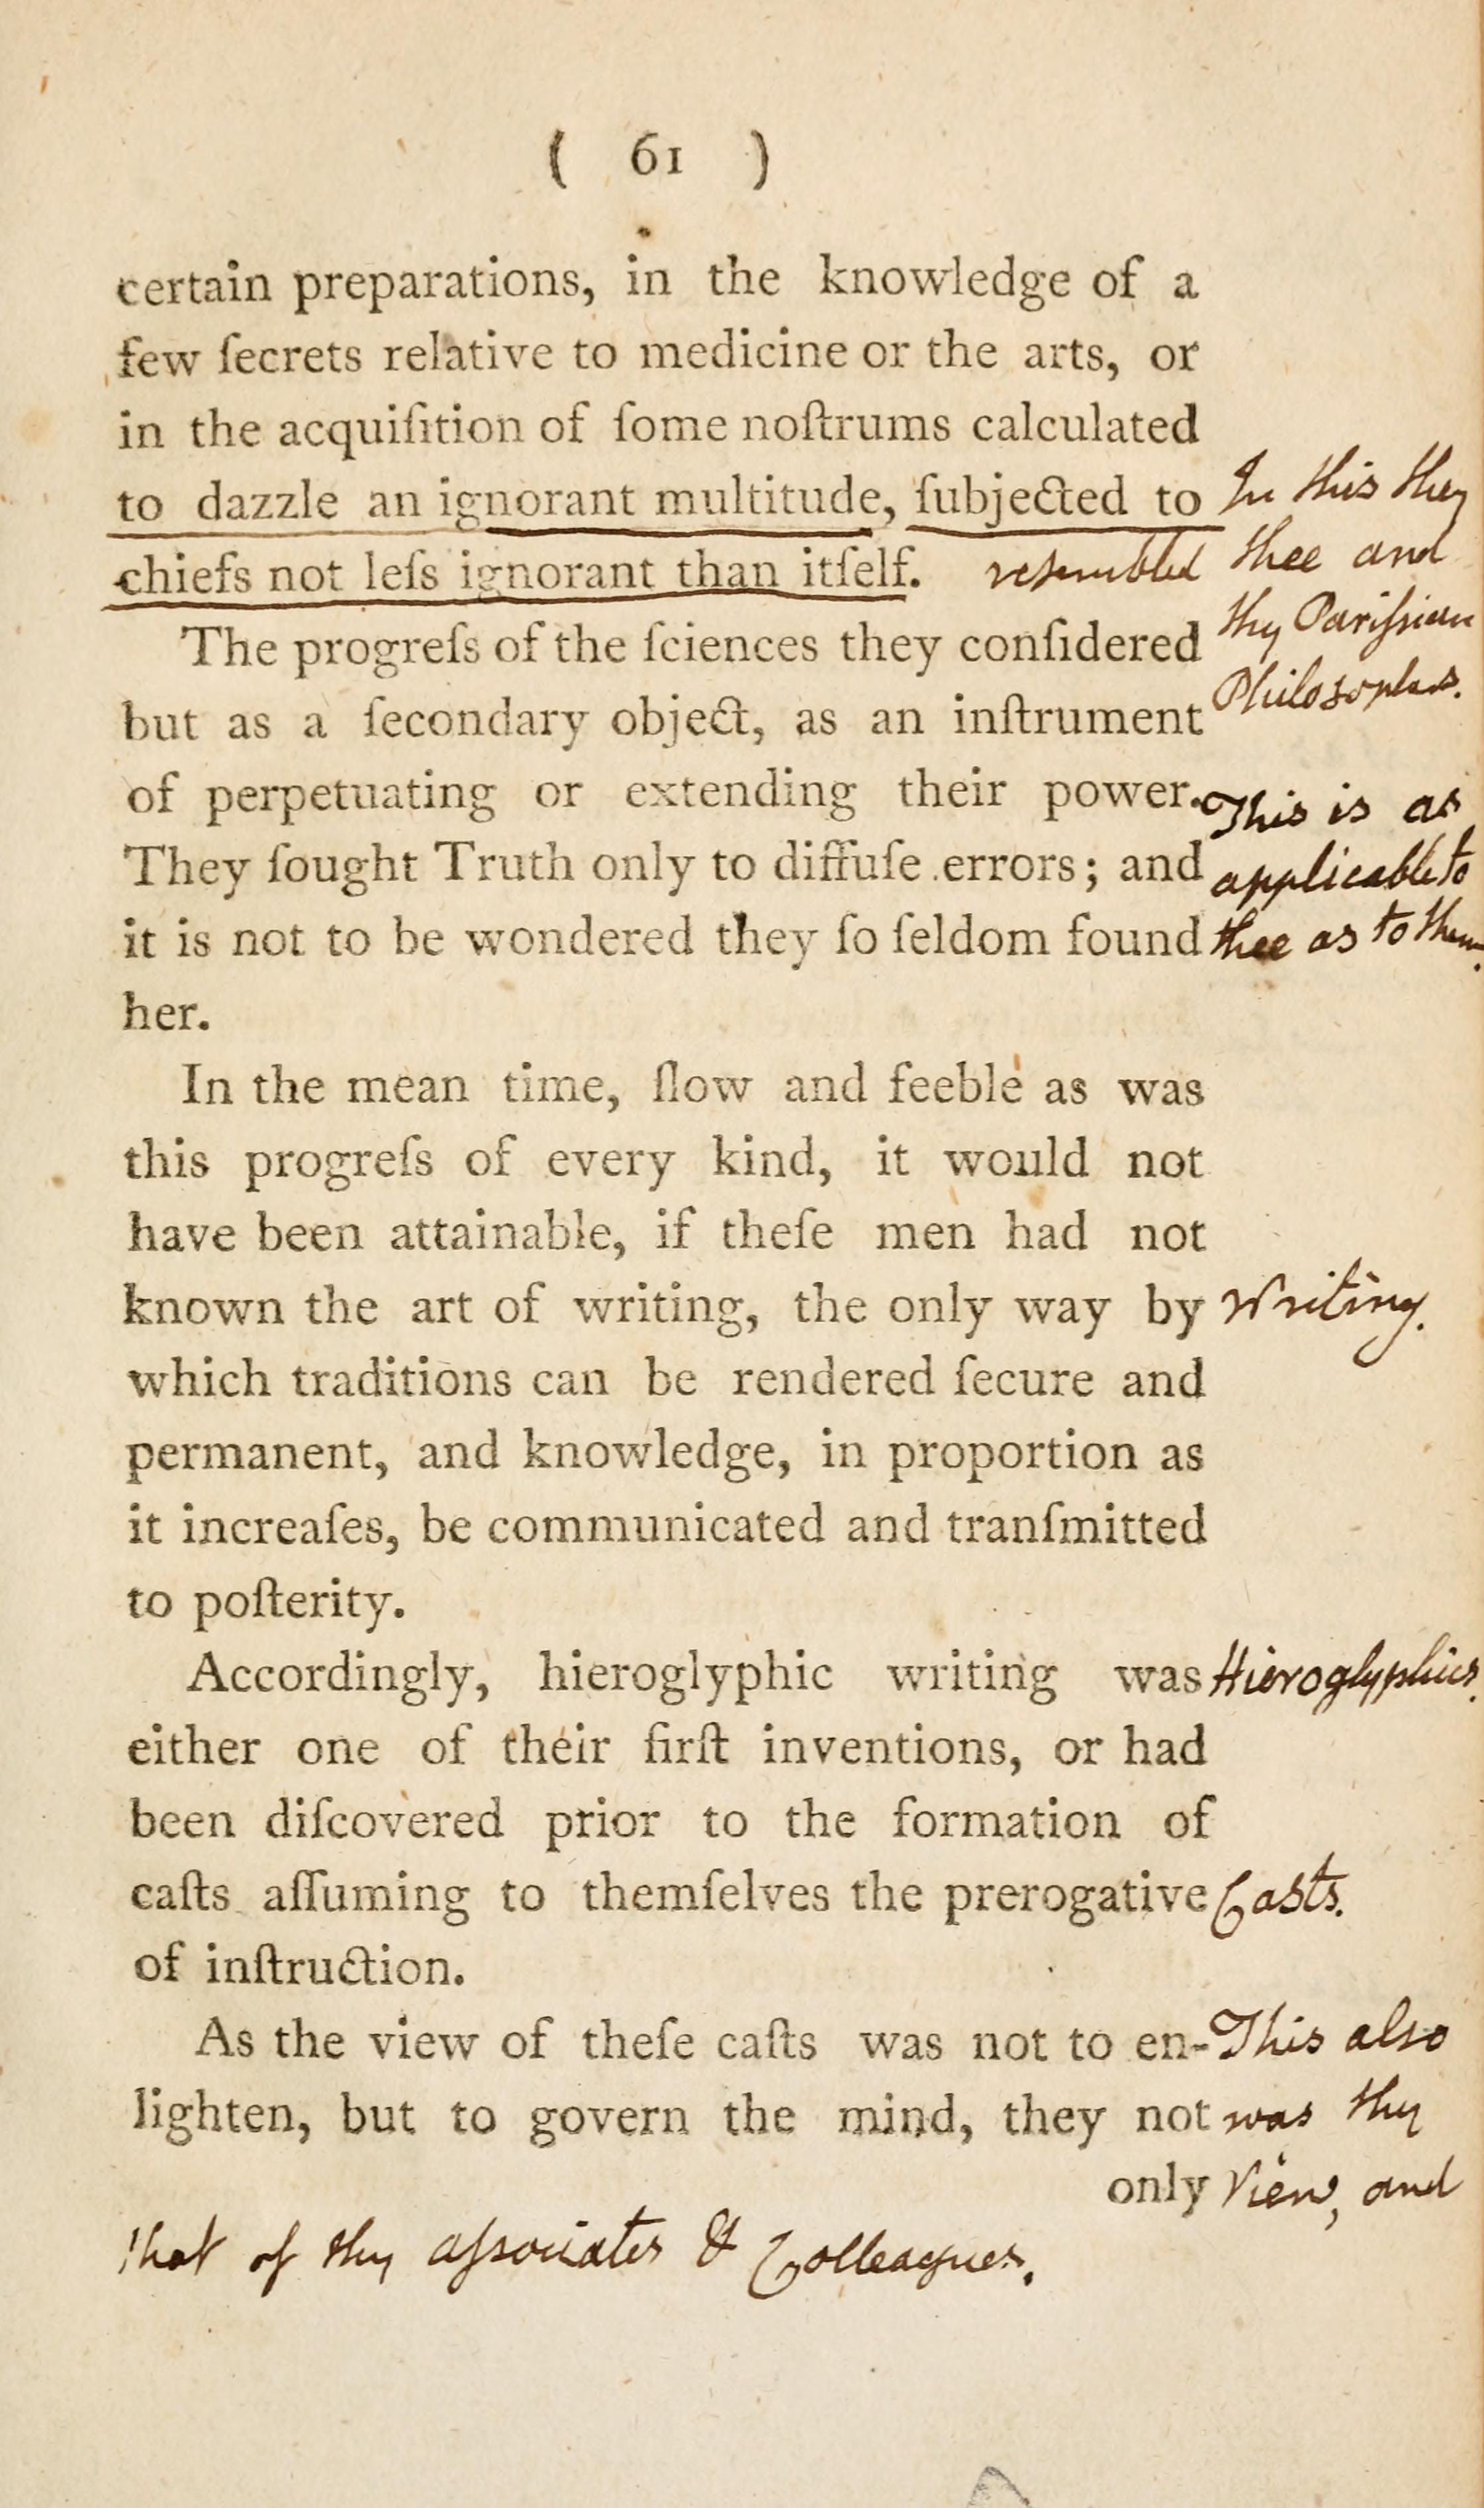 ( 61 )
certain preparations, in the knowledge of a
few ſecrets relative to medicine or the arts, or
in the acquiſition of ſome noſtrums calculated
to dazzle an ignorant multitude, ſubjected to
chiefs not leſs ignorant than itſelf.
In this they
resembled thee and
thy Pariſsian
Philosophers.
The progreſs of the ſciences they conſidered
but as a ſecondary object, as an inſtrument
of perpetuating or extending their power.
They ſought Truth only to diffuſe errors; and
it is not to be wondered they ſo ſeldom found
her.
This is as
applicable to
thee as to them.
In the mean time, ſlow and feeble as was
this progreſs of every kind, it would not
have been attainable, if theſe men had not
known the art of writing, the only way by
Writing.
which traditions can be rendered ſecure and
permanent, and knowledge, in proportion as
it increaſes, be communicated and tranſmitted
to poſterity.
Accordingly, hieroglyphic writing was
Hieroglyphics.
either one of their firſt inventions, or had
been diſcovered prior to the formation of
caſts aſſuming to themſelves the prerogative
Casts.
of inſtruction.
As the view of theſe caſts was not to en-
lighten, but to govern the mind, they not
only
This also
was thy
View, and
that of thy aſsociates & Colleagues.